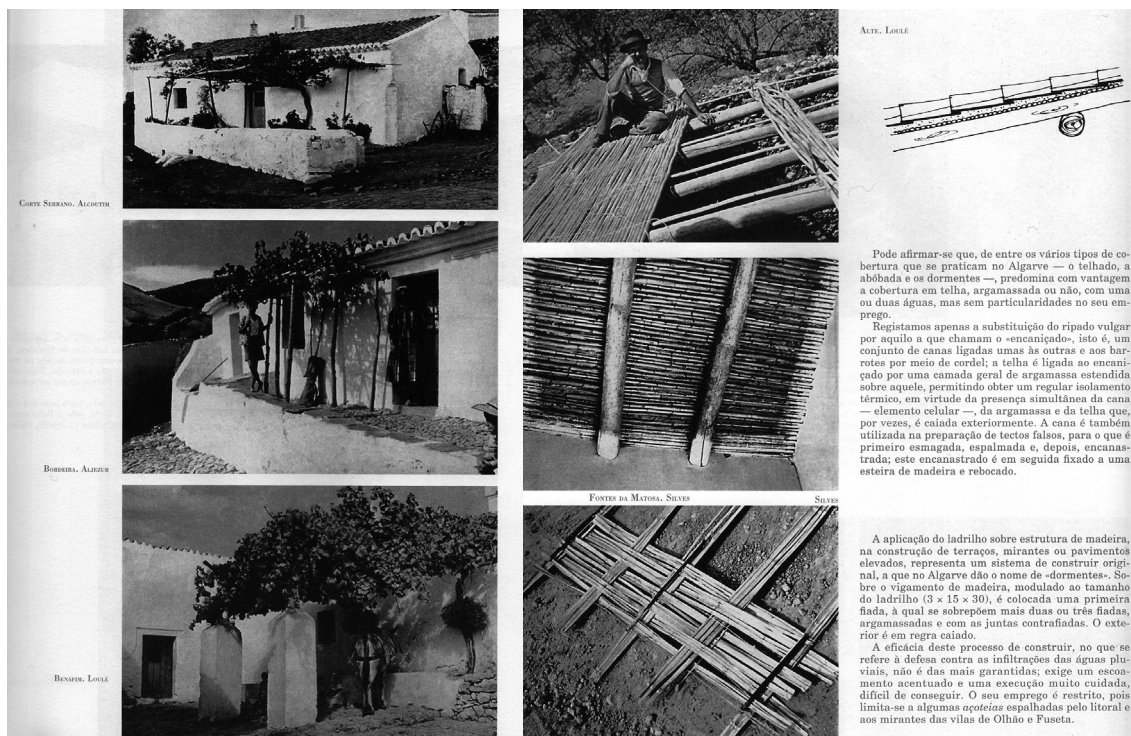 Corte Serrano. Alcoutim
Bordeira. Aljezur
Benafim. Loulé
Fontes da Matosa. Silves
Silves
Alte. Loulé
Pode afirmar-se que, de entre os vários tipos de co-
bertura que se praticam no Algarve — o telhado, a
abóbada e os dormentes —, predomina com vantagem
a cobertura em telha, argamassada ou não, com uma
ou duas águas, mas sem particularidades no seu em-
prego.
Registamos apenas a substituição do ripado vulgar
por aquilo a que chamam o «encaniçado», isto é, um
conjunto de canas ligadas umas às outras e aos bar-
rotes por meio de cordel; a telha é ligada ao encani-
çado por uma camada geral de argamassa estendida
sobre aquele, permitindo obter um regular isolamento
térmico, em virtude da presença simultânea da cana
— elemento celular —, da argamassa e da telha que,
por vezes, é caiada exteriormente. A cana é também
utilizada na preparação de tectos falsos, para o que é
primeiro esmagada, espalmada e, depois, encanas-
trada; este encanastrado é em seguida fixado a uma
esteira de madeira e rebocado.
A aplicação do ladrilho sobre estrutura de madeira,
na construção de terraços, mirantes ou pavimentos
elevados, representa um sistema de construir origi-
nal, a que no Algarve dão o nome de «dormentes». So-
bre o vigamento de madeira, modulado ao tamanho
do ladrilho (3 × 15 × 30), é colocada uma primeira
fiada, à qual se sobrepõem mais duas ou três fiadas,
argamassadas e com as juntas contrafiadas. O exte-
rior é em regra caiado.
A eficácia deste processo de construir, no que se
refere à defesa contra as infiltrações das águas plu-
viais, não é das mais garantidas; exige um escoa-
mento acentuado e uma execução muito cuidada,
difícil de conseguir. O seu emprego é restrito, pois
limita-se a algumas açoteias espalhadas pelo litoral e
aos mirantes das vilas de Olhão e Fuseta.